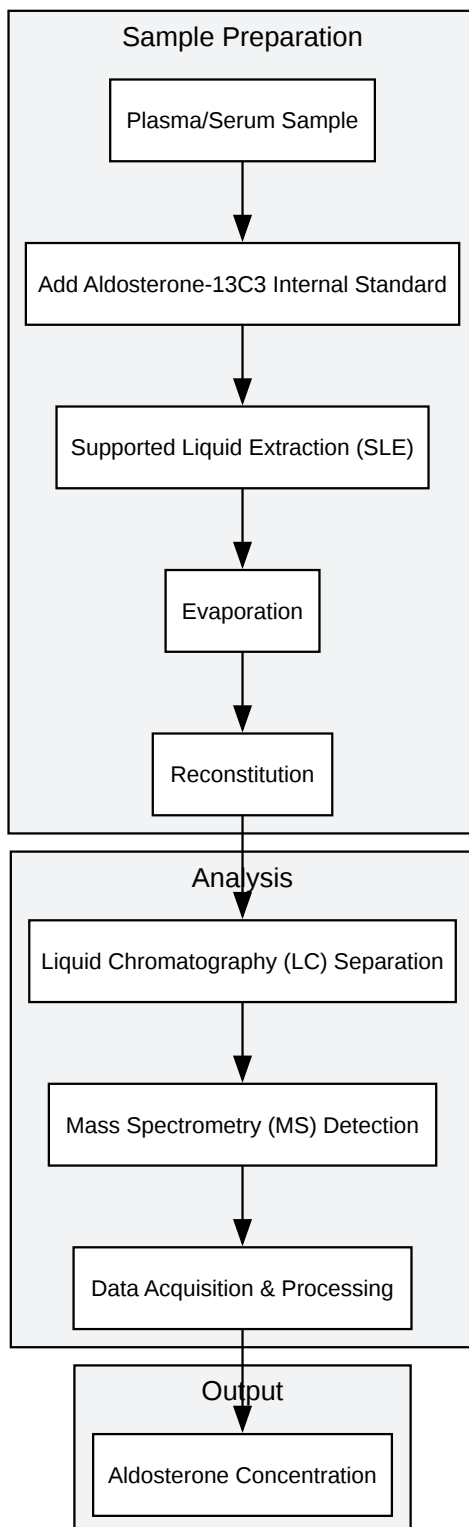 Sample Preparation
Plasma/Serum Sample
Add Aldosterone-13C3 Internal Standard
Supported Liquid Extraction (SLE)
Evaporation
Reconstitution
Analysis
Liquid Chromatography (LC) Separation
Mass Spectrometry (MS) Detection
Data Acquisition & Processing
Output
Aldosterone Concentration